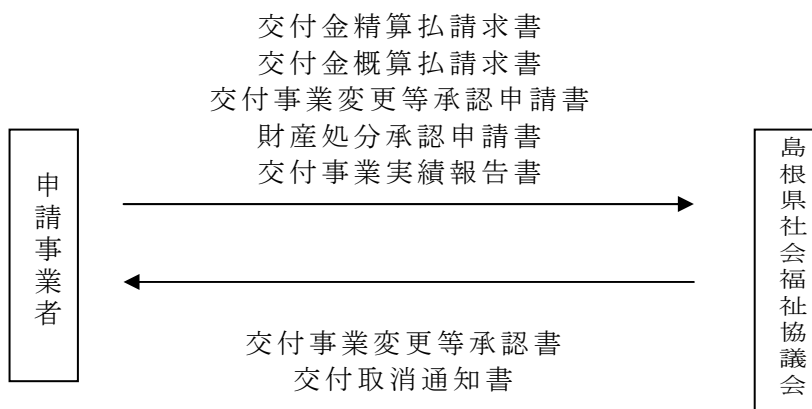 交付金精算払請求書
交付金概算払請求書
交付事業変更等承認申請書
財産処分承認申請書
交付事業実績報告書
申請事業者
島根県社会福祉協議会
交付事業変更等承認書
交付取消通知書